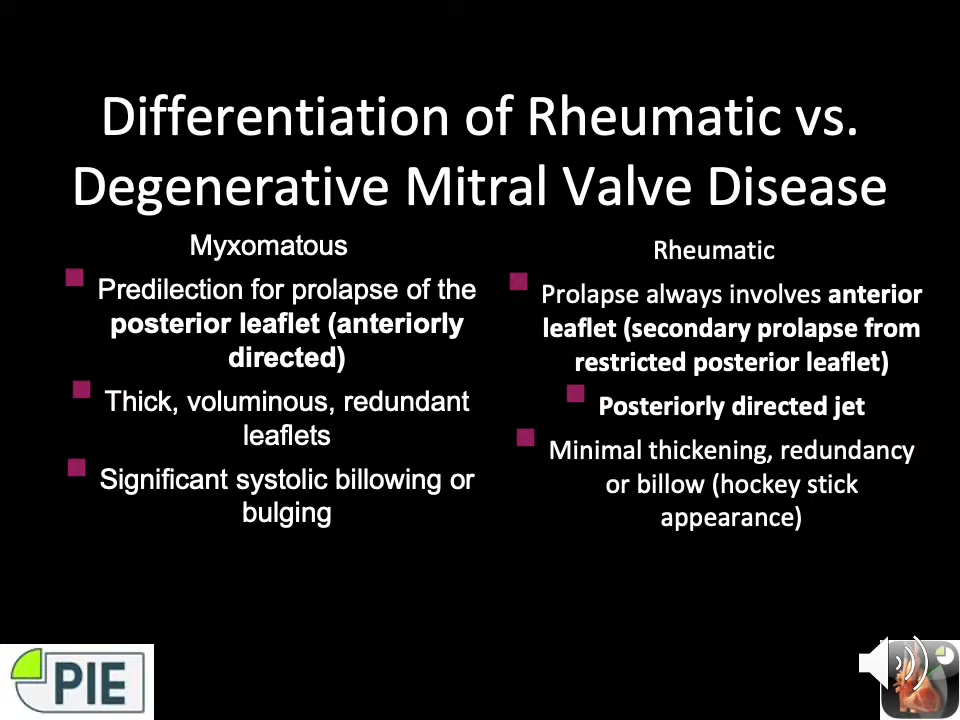 Differentiation of Rheumatic vs.
Degenerative Mitral Valve Disease
Myxomatous
Predilection for prolapse of the
posterior leaflet (anteriorly
directed)
Thick, voluminous, redundant
leaflets
Significant systolic billowing or
bulging
Rheumatic
Prolapse always involves anterior
leaflet (secondary prolapse from
restricted posterior leaflet)
Posteriorly directed jet
Minimal thickening, redundancy
or billow (hockey stick
appearance)
PIE